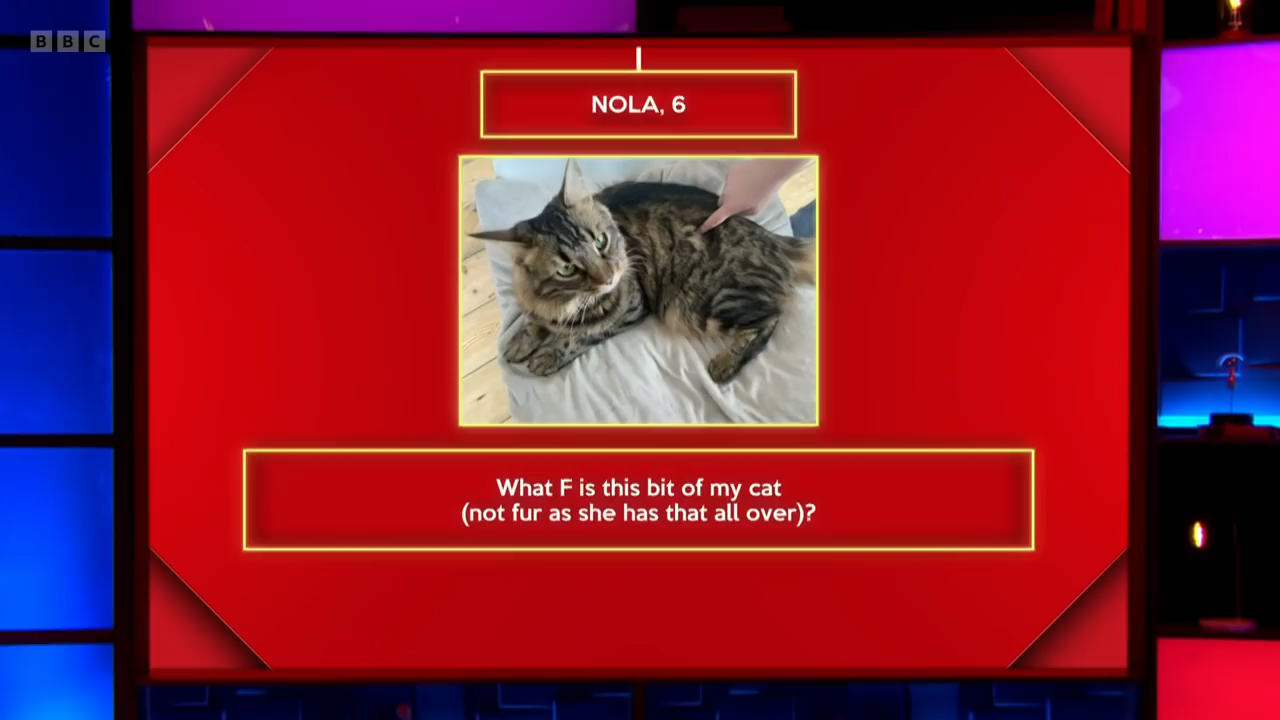 BBC
NOLA, 6
What F is this bit of my cat
(not fur as she has that all over)?